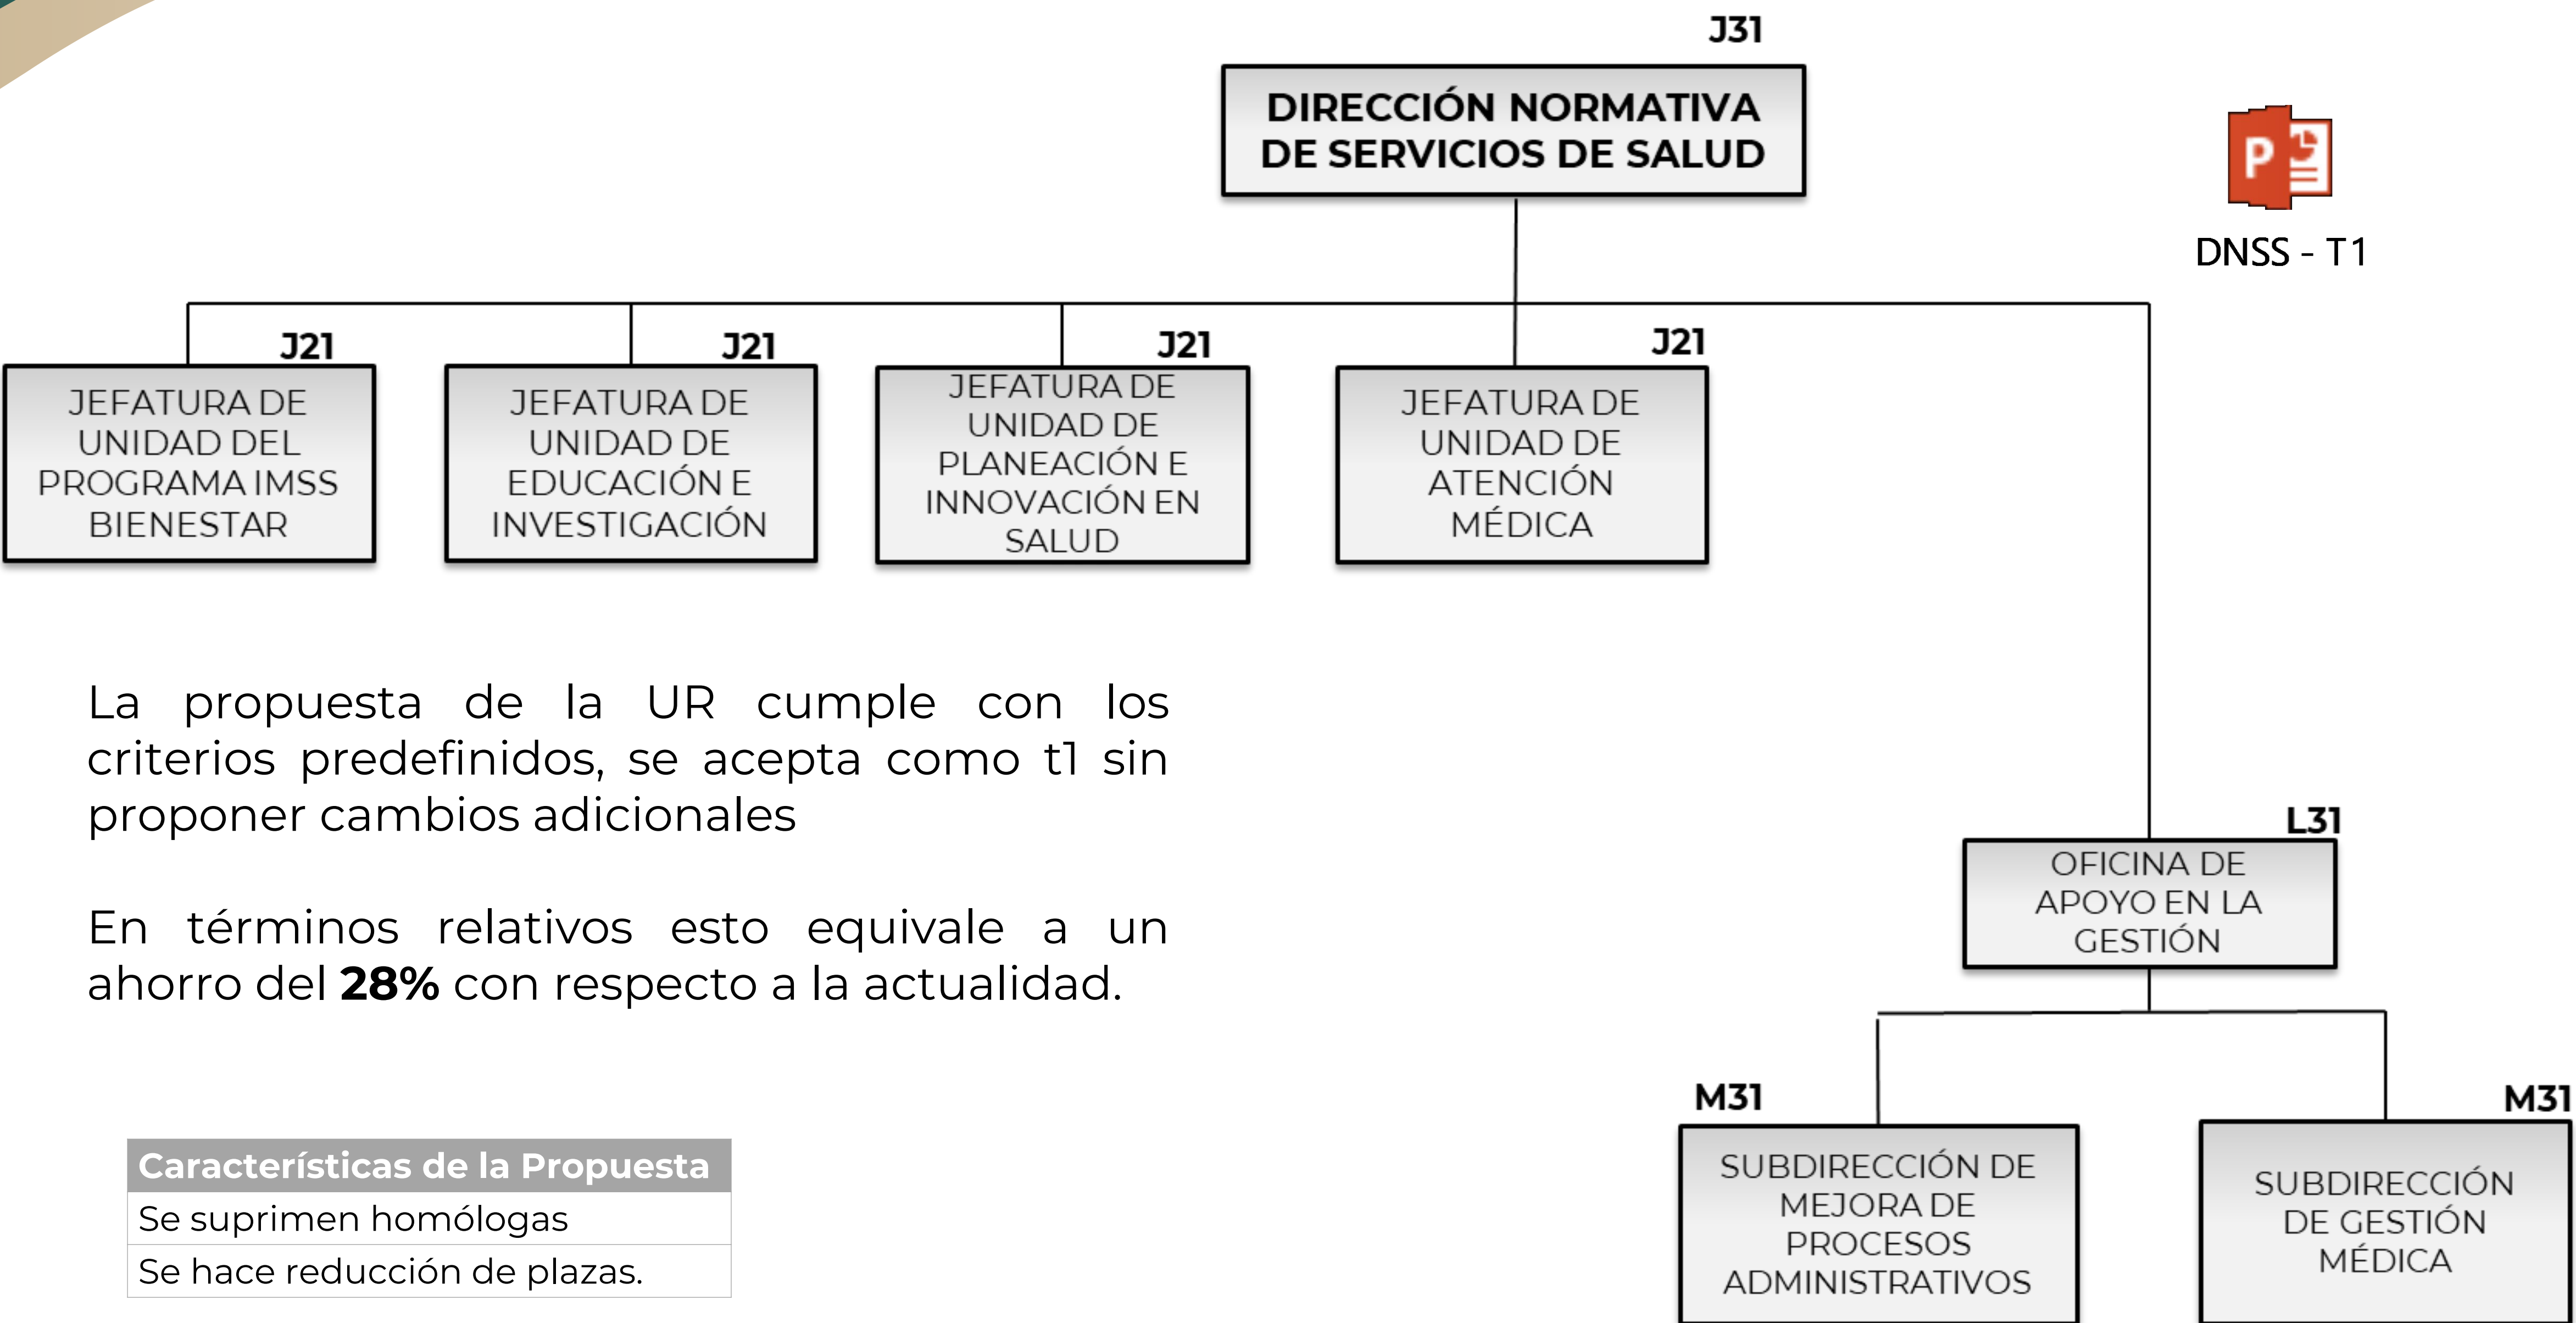 J31
DIRECCIÓN NORMATIVA
DE SERVICIOS DE SALUD
P
DNSS - T1
J21
JEFATURA DE
UNIDAD DEL
PROGRAMA IMSS
BIENESTAR
J21
JEFATURA DE
UNIDAD DE
EDUCACIÓN E
INVESTIGACIÓN
J21
JEFATURA DE
UNIDAD DE
PLANEACIÓN E
INNOVACIÓN EN
SALUD
J21
JEFATURA DE
UNIDAD DE
ATENCIÓN
MÉDICA
La propuesta de la UR cumple con los
criterios predefinidos, se acepta como t1 sin
proponer cambios adicionales
En términos relativos esto equivale a un
ahorro del 28% con respecto a la actualidad.
L31
OFICINA DE
APOYO EN LA
GESTIÓN
M31
SUBDIRECCIÓN DE
MEJORA DE
PROCESOS
ADMINISTRATIVOS
M31
SUBDIRECCIÓN
DE GESTIÓN
MÉDICA
Características de la Propuesta
Se suprimen homólogas
Se hace reducción de plazas.